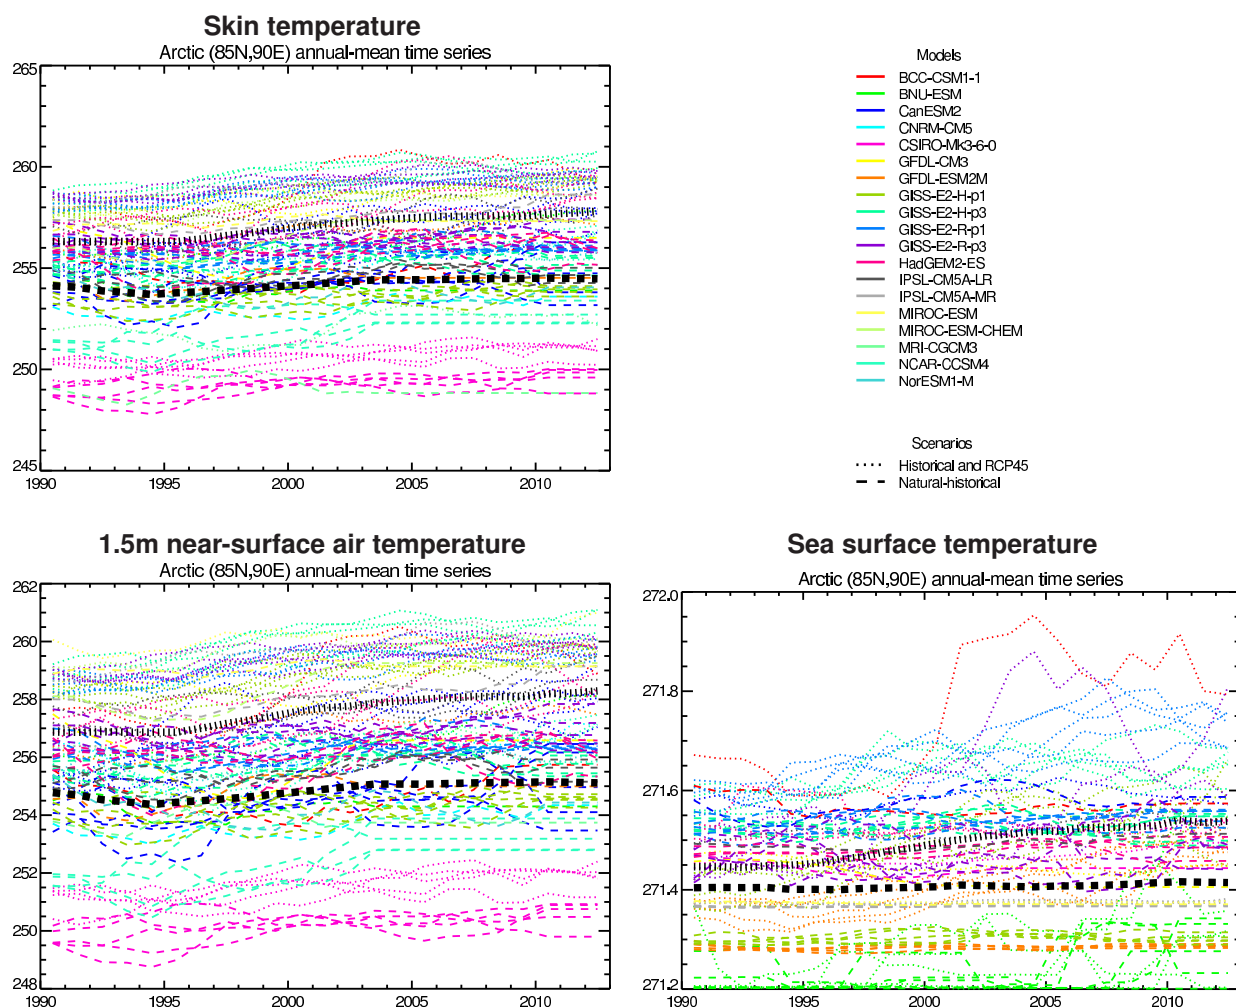 Skin temperature
Arctic (85N,90E) annual-mean time series
265
260
255
250
245
1990
1995
2000
2005
2010
Models
BCC-CSM1-1
BNU-ESM
CanESM2
CNRM-CM5
CSIRO-Mk3-6-0
GFDL-CM3
GFDL-ESM2M
GISS-E2-H-p1
GISS-E2-H-p3
GISS-E2-R-p1
GISS-E2-R-p3
HadGEM2-ES
IPSL-CM5A-LR
IPSL-CM5A-MR
MIROC-ESM
MIROC-ESM-CHEM
MRI-CGCM3
NCAR-CCSM4
NorESM1-M
Scenarios
Historical and RCP45
Natural-historical
1.5m near-surface air temperature
Arctic (85N,90E) annual-mean time series
262
260
258
256
254
252
250
248
1990
1995
2000
2005
2010
Sea surface temperature
Arctic (85N,90E) annual-mean time series
272.0
271.8
271.6
271.4
271.2
1990
1995
2000
2005
2010